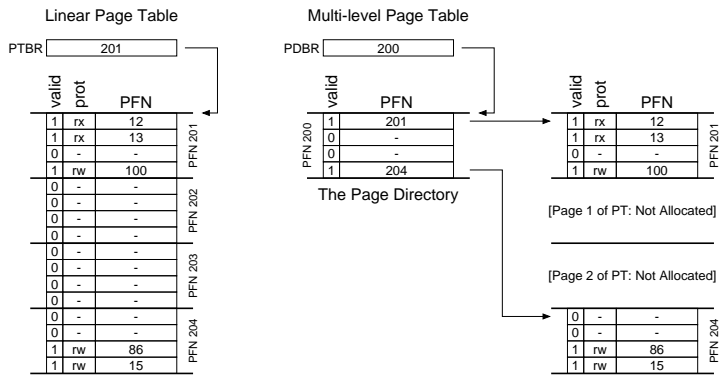 Linear Page Table
PTBR 201
valid prot PFN
1 rx 12
1 rx 13
0 - -
1 rw 100
PFN 201
0 - -
0 - -
0 - -
0 - -
PFN 202
0 - -
0 - -
0 - -
0 - -
PFN 203
0 - -
0 - -
1 rw 86
1 rw 15
PFN 204
Multi-level Page Table
PDBR 200
valid PFN
PFN 200
1 201
0 -
0 -
1 204
The Page Directory
valid prot PFN
1 rx 12
1 rx 13
0 - -
1 rw 100
PFN 201
[Page 1 of PT: Not Allocated]
[Page 2 of PT: Not Allocated]
0 - -
0 - -
1 rw 86
1 rw 15
PFN 204